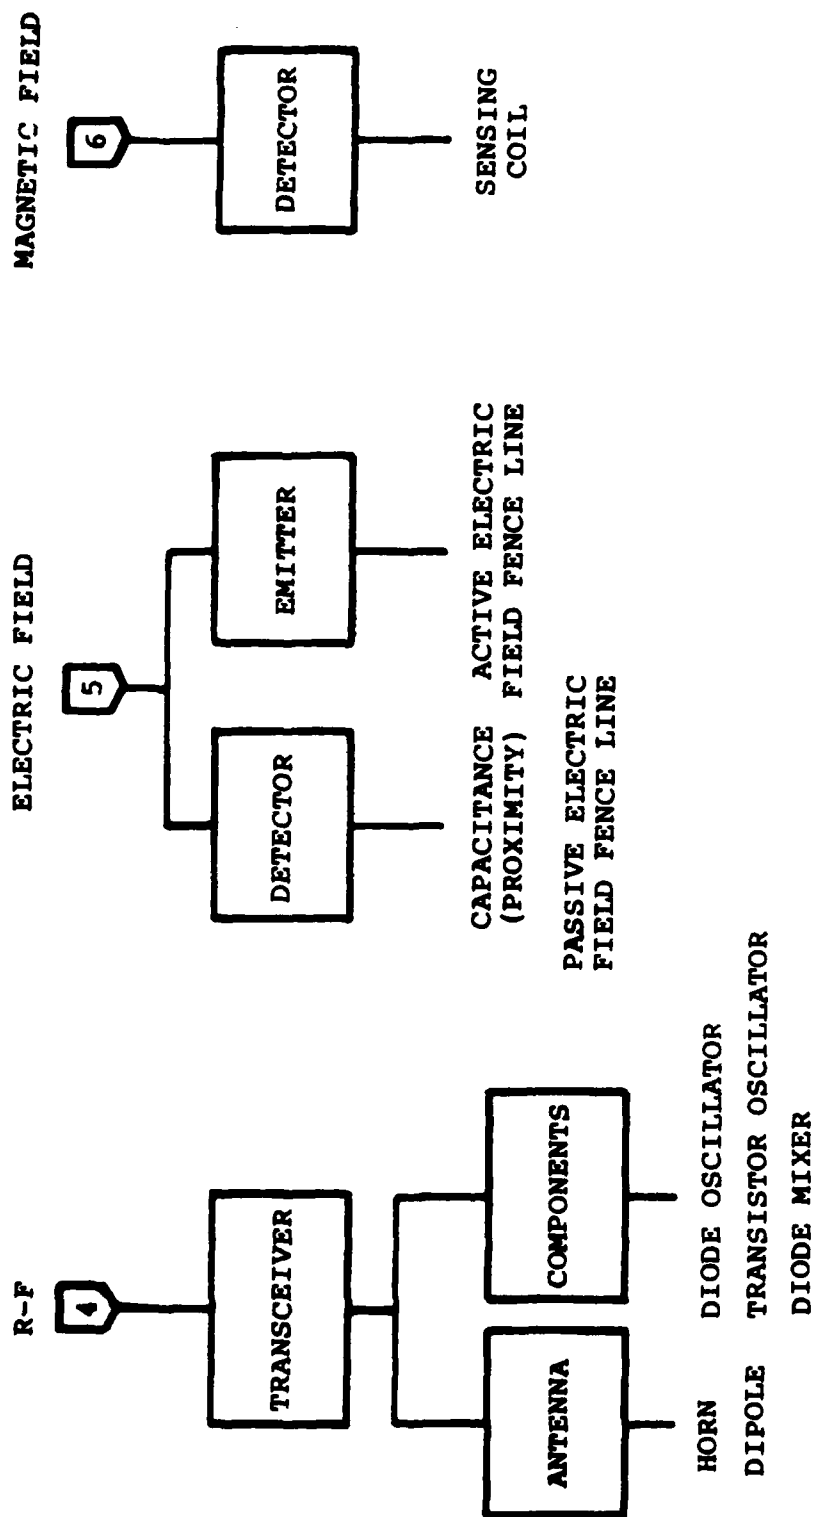 R-F
4
TRANSCEIVER
ANTENNA
COMPONENTS
HORN
DIPOLE
DIODE OSCILLATOR
TRANSISTOR OSCILLATOR
DIODE MIXER
ELECTRIC FIELD
5
DETECTOR
EMITTER
CAPACITANCE
(PROXIMITY)
PASSIVE ELECTRIC
FIELD FENCE LINE
ACTIVE ELECTRIC
FIELD FENCE LINE
MAGNETIC FIELD
6
DETECTOR
SENSING
COIL